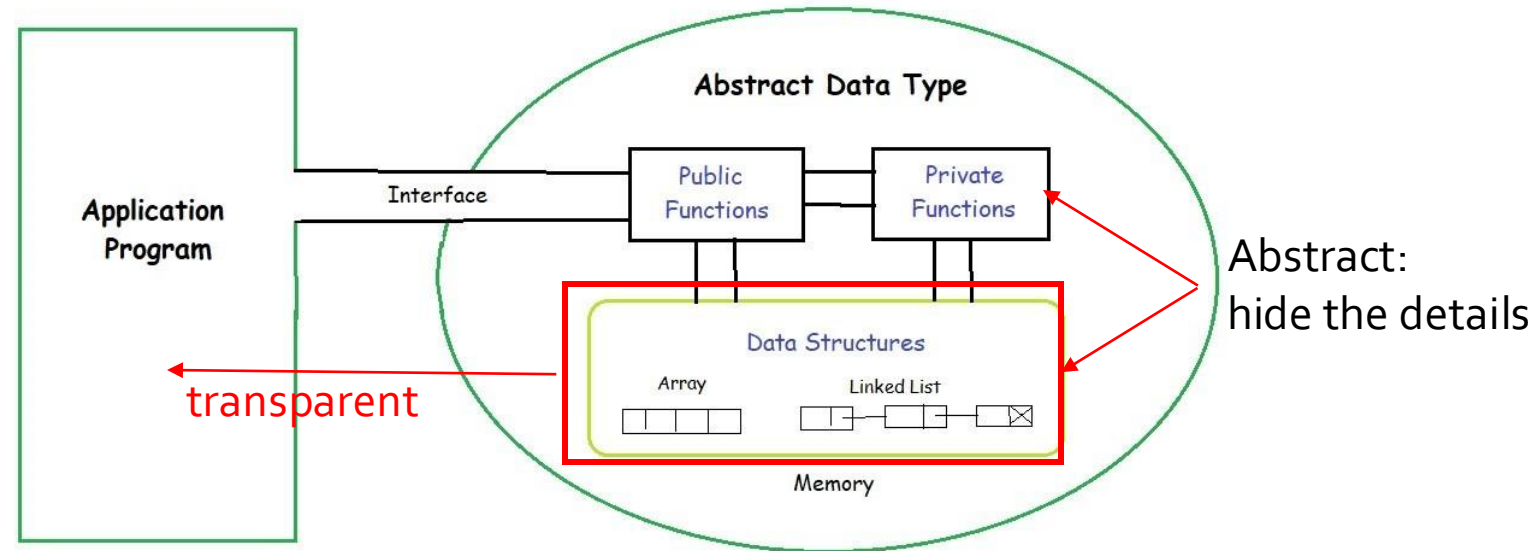 Abstract Data Type
Application
Program
Interface
Public
Functions
Private
Functions
Abstract:
hide the details
Data Structures
Array
Linked List
transparent
Memory